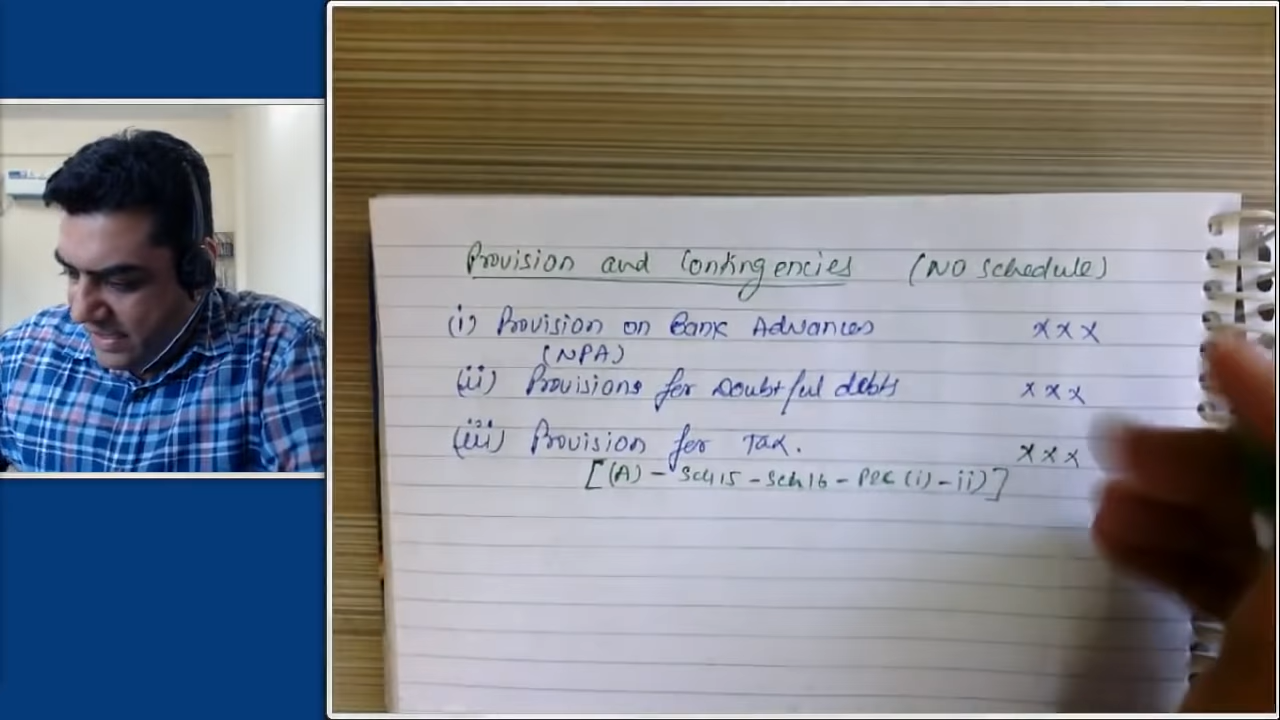 Provision and Contingencies (NO Schedule)
(i) Provision on Bank Advances xxx
(NPA)
(ii) Provisions for Doubtful debts xxx
(iii) Provision for Tax. xxx
[(A) - Sch15 - Sch16 - P&C (i) - ii)]